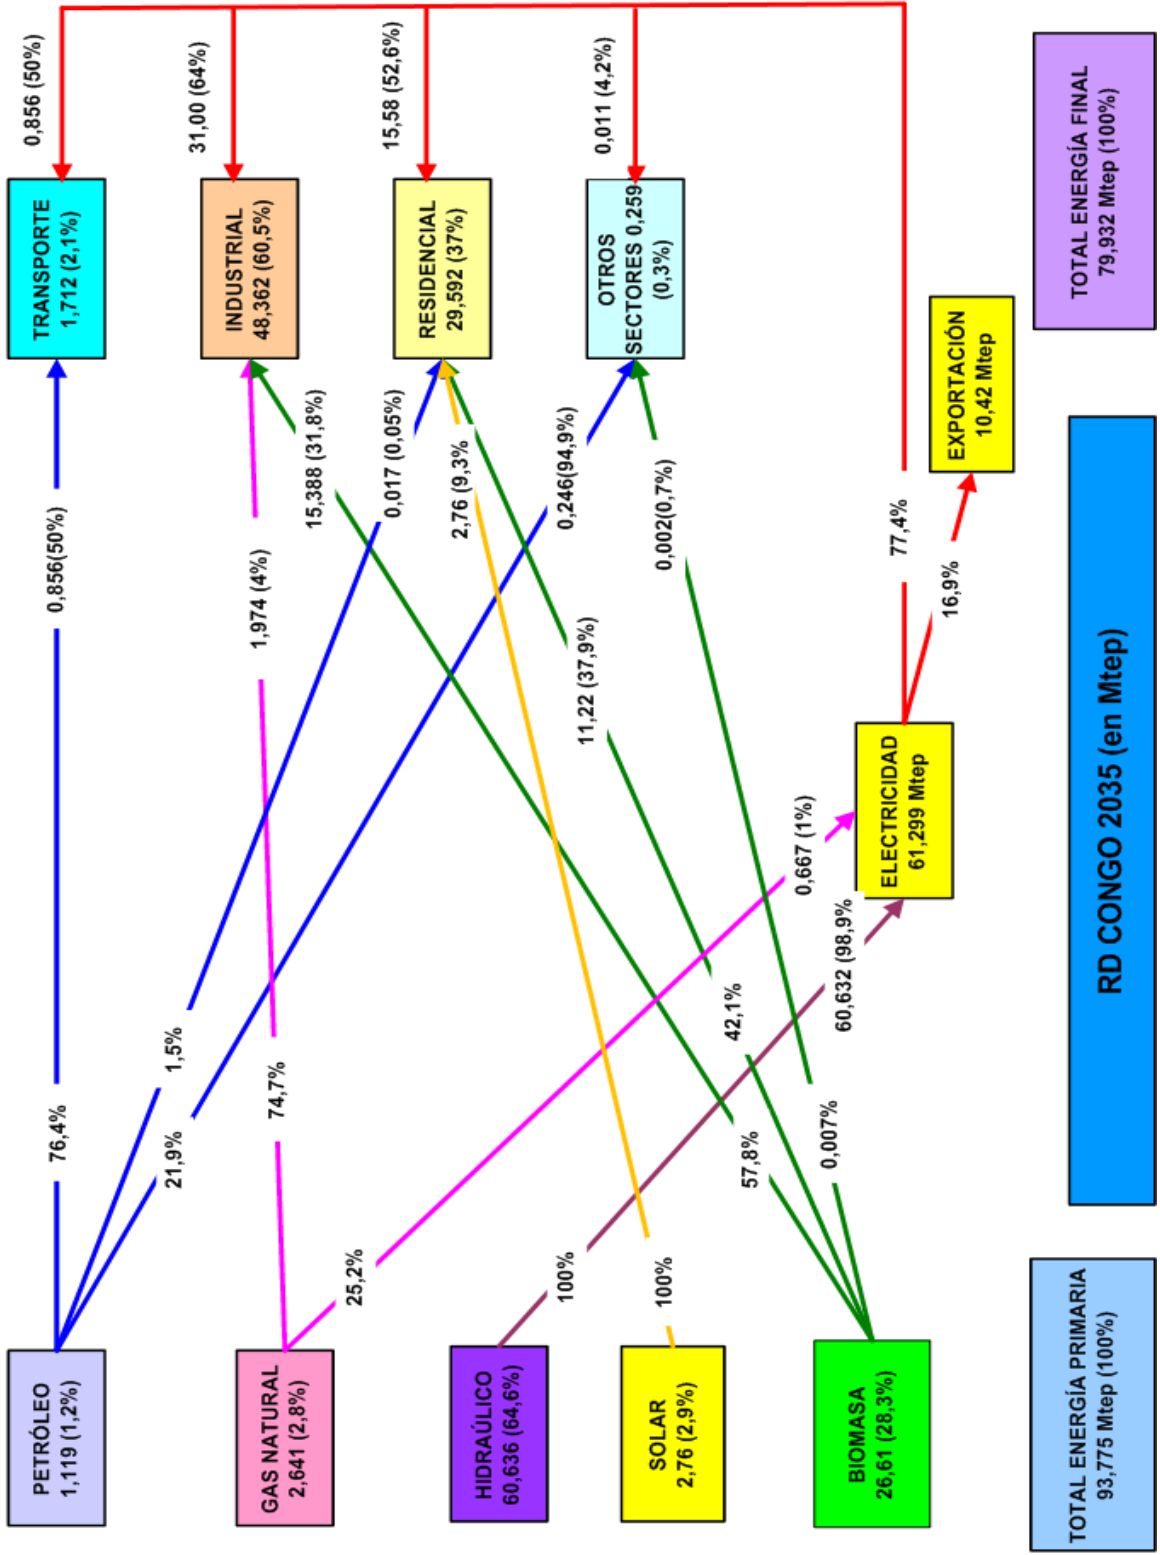 PETRÓLEO
1,119 (1,2%)
GAS NATURAL
2,641 (2,8%)
HIDRAÚLICO
60,636 (64,6%)
SOLAR
2,76 (2,9%)
BIOMASA
26,61 (28,3%)
TOTAL ENERGÍA PRIMARIA
93,775 Mtep (100%)
76,4%
1,5%
21,9%
74,7%
25,2%
100%
100%
57,8%
42,1%
0,007%
60,632 (98,9%)
0,667 (1%)
ELECTRICIDAD
61,299 Mtep
RD CONGO 2035 (en Mtep)
0,856(50%)
1,974 (4%)
15,388 (31,8%)
0,017 (0,05%)
2,76 (9,3%
11,22 (37,9%)
0,246(94,9%)
0,002(0,7%)
77,4%
16,9%
EXPORTACIÓN
10,42 Mtep
TRANSPORTE
1,712 (2,1%)
INDUSTRIAL
48,362 (60,5%)
RESIDENCIAL
29,592 (37%)
OTROS
SECTORES 0,259
(0,3%)
TOTAL ENERGÍA FINAL
79,932 Mtep (100%)
0,856 (50%)
31,00 (64%)
15,58 (52,6%)
0,011 (4,2%)